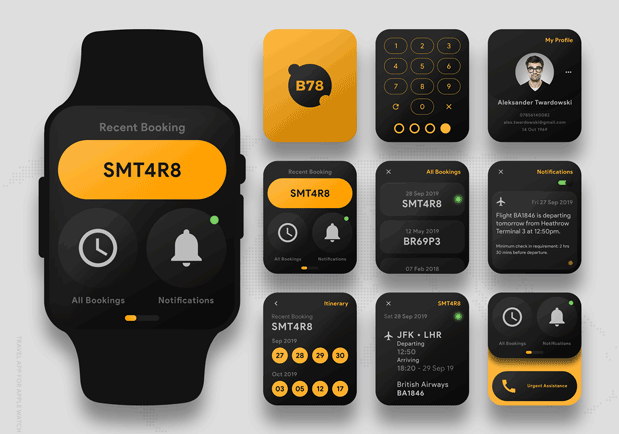 Recent Booking
SMT4R8
All Bookings
Notifications
TRAVEL APP FOR APPLE WATCH
B78
1 2 3
4 5 6
7 8 9
0
My Profile
Aleksander Twardowski
alex.twardowski@gmail.com
14 Oct 1969
Recent Booking
SMT4R8
All Bookings
Notifications
All Bookings
28 Sep 2019
SMT4R8
12 May 2019
BR69P3
07 Feb 2018
Notifications
Fri 27 Sep 2019
Flight BA1846 is departing
tomorrow from Heathrow
Terminal 3 at 12:50pm.
Minimum check in requirement: 2 hrs
30 mins before departure.
Itinerary
Recent Booking
SMT4R8
Sep 2019
27 28 29 30
Oct 2019
03 05 12 17
SMT4R8
Sat 28 Sep 2019
JFK • LHR
Departing
12:50
Arriving
18:20 - 29 Sep 19
British Airways
BA1846
All Bookings
Notifications
Urgent Assistance